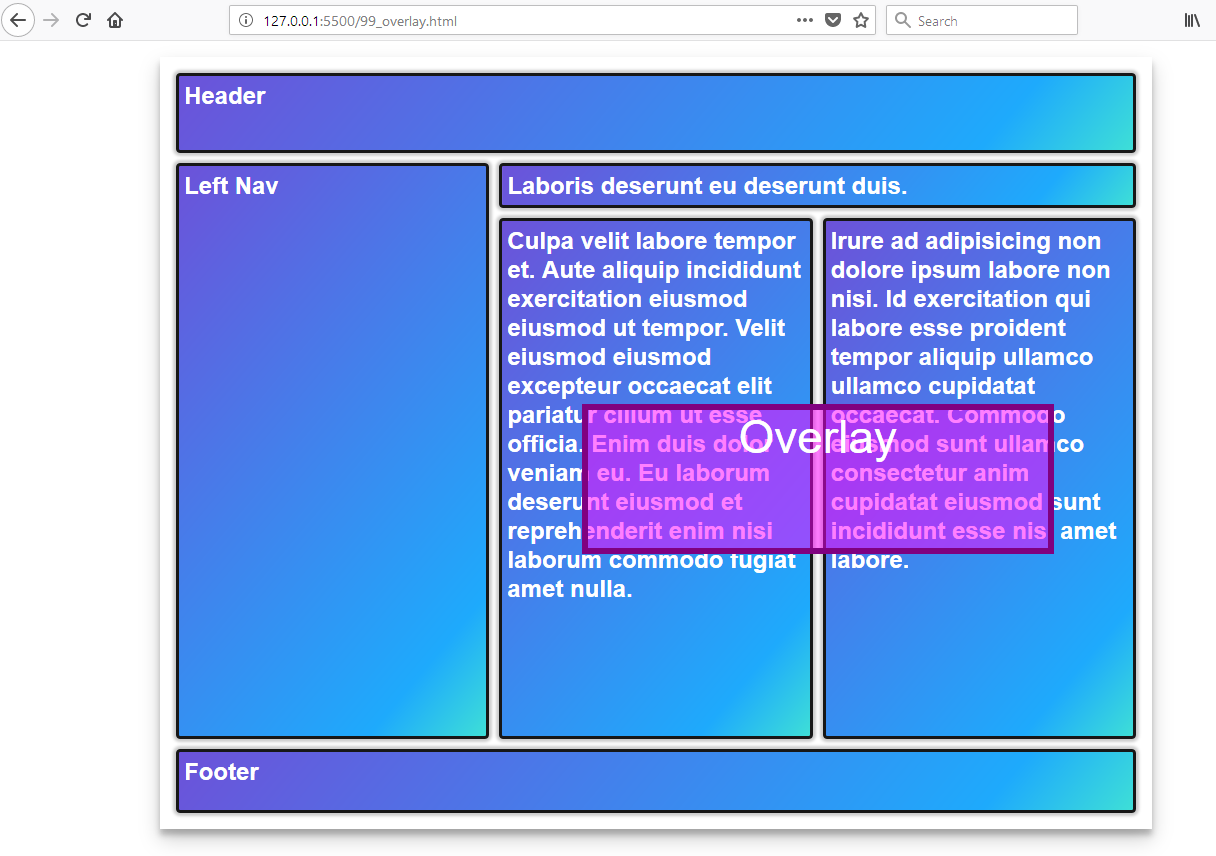 127.0.0.1:5500/99_overlay.html
Search
Header
Left Nav
Laboris deserunt eu deserunt duis.
Culpa velit labore tempor
et. Aute aliquip incididunt
exercitation eiusmod
eiusmod ut tempor. Velit
eiusmod eiusmod
excepteur occaecat elit
pariatur cillum ut esse
officia. Enim duis dolor
veniam eu. Eu laborum
deserunt eiusmod et
reprehenderit enim nisi
laborum commodo fugiat
amet nulla.
Irure ad adipisicing non
dolore ipsum labore non
nisi. Id exercitation qui
labore esse proident
tempor aliquip ullamco
ullamco cupidatat
occaecat. Commodo
eiusmod sunt ullamco
consectetur anim
cupidatat eiusmod sunt
incididunt esse nisi amet
labore.
Overlay
Footer